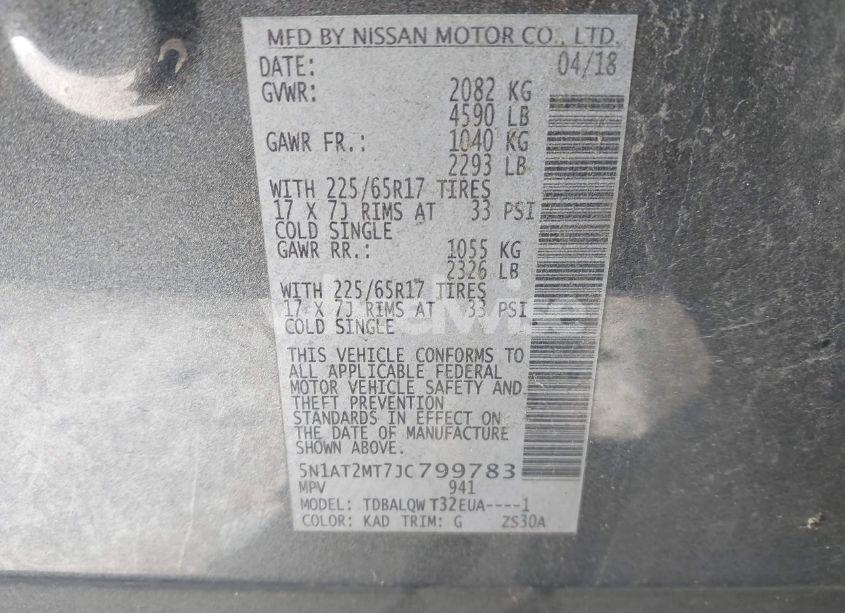 MFD BY NISSAN MOTOR CO., LTD.
DATE: 04/18
GVWR: 2082 KG
4590 LB
GAWR FR.: 1040 KG
2293 LB
WITH 225/65R17 TIRES
17 X 7J RIMS AT 33 PSI
COLD SINGLE
GAWR RR.: 1055 KG
2326 LB
WITH 225/65R17 TIRES
17 X 7J RIMS AT 33 PSI
COLD SINGLE
THIS VEHICLE CONFORMS TO
ALL APPLICABLE FEDERAL
MOTOR VEHICLE SAFETY AND
THEFT PREVENTION
STANDARDS IN EFFECT ON
THE DATE OF MANUFACTURE
SHOWN ABOVE.
5N1AT2MT7JC799783
MPV 941
MODEL: TDBALQWT32EUA----1
COLOR: KAD TRIM: G ZS30A